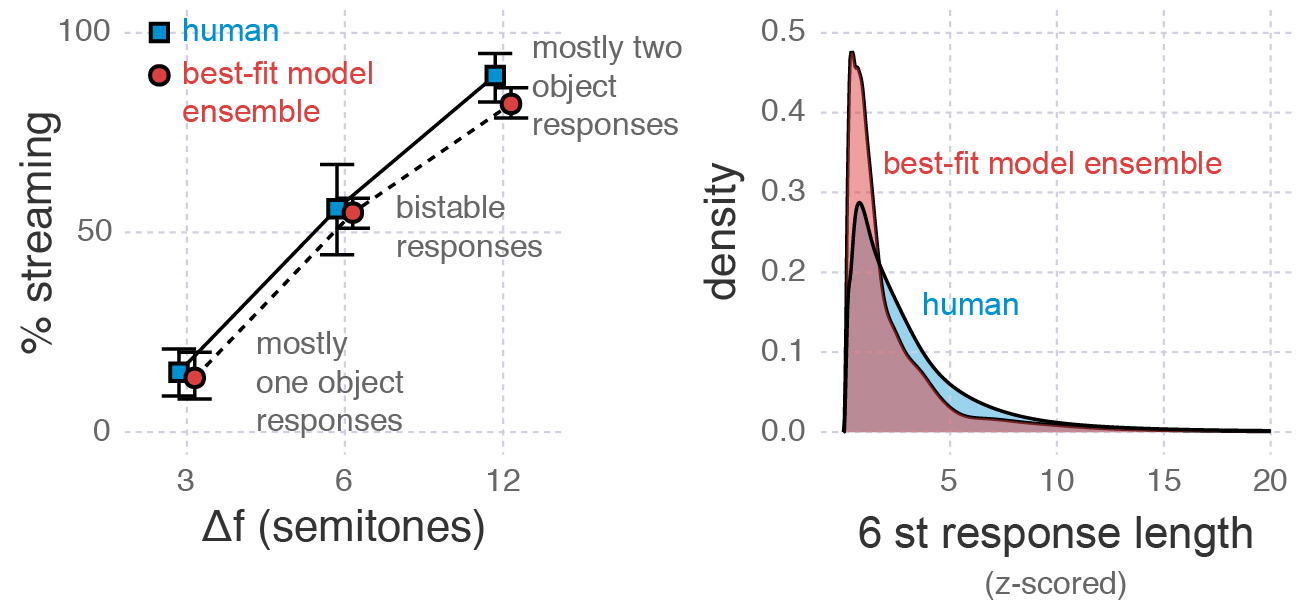 100
50
0
% streaming
human
best-fit model
ensemble
mostly two
object
responses
bistable
responses
mostly
one object
responses
3 6 12
Δf (semitones)
0.5
0.4
0.3
0.2
0.1
0.0
density
best-fit model ensemble
human
5 10 15 20
6 st response length
(z-scored)